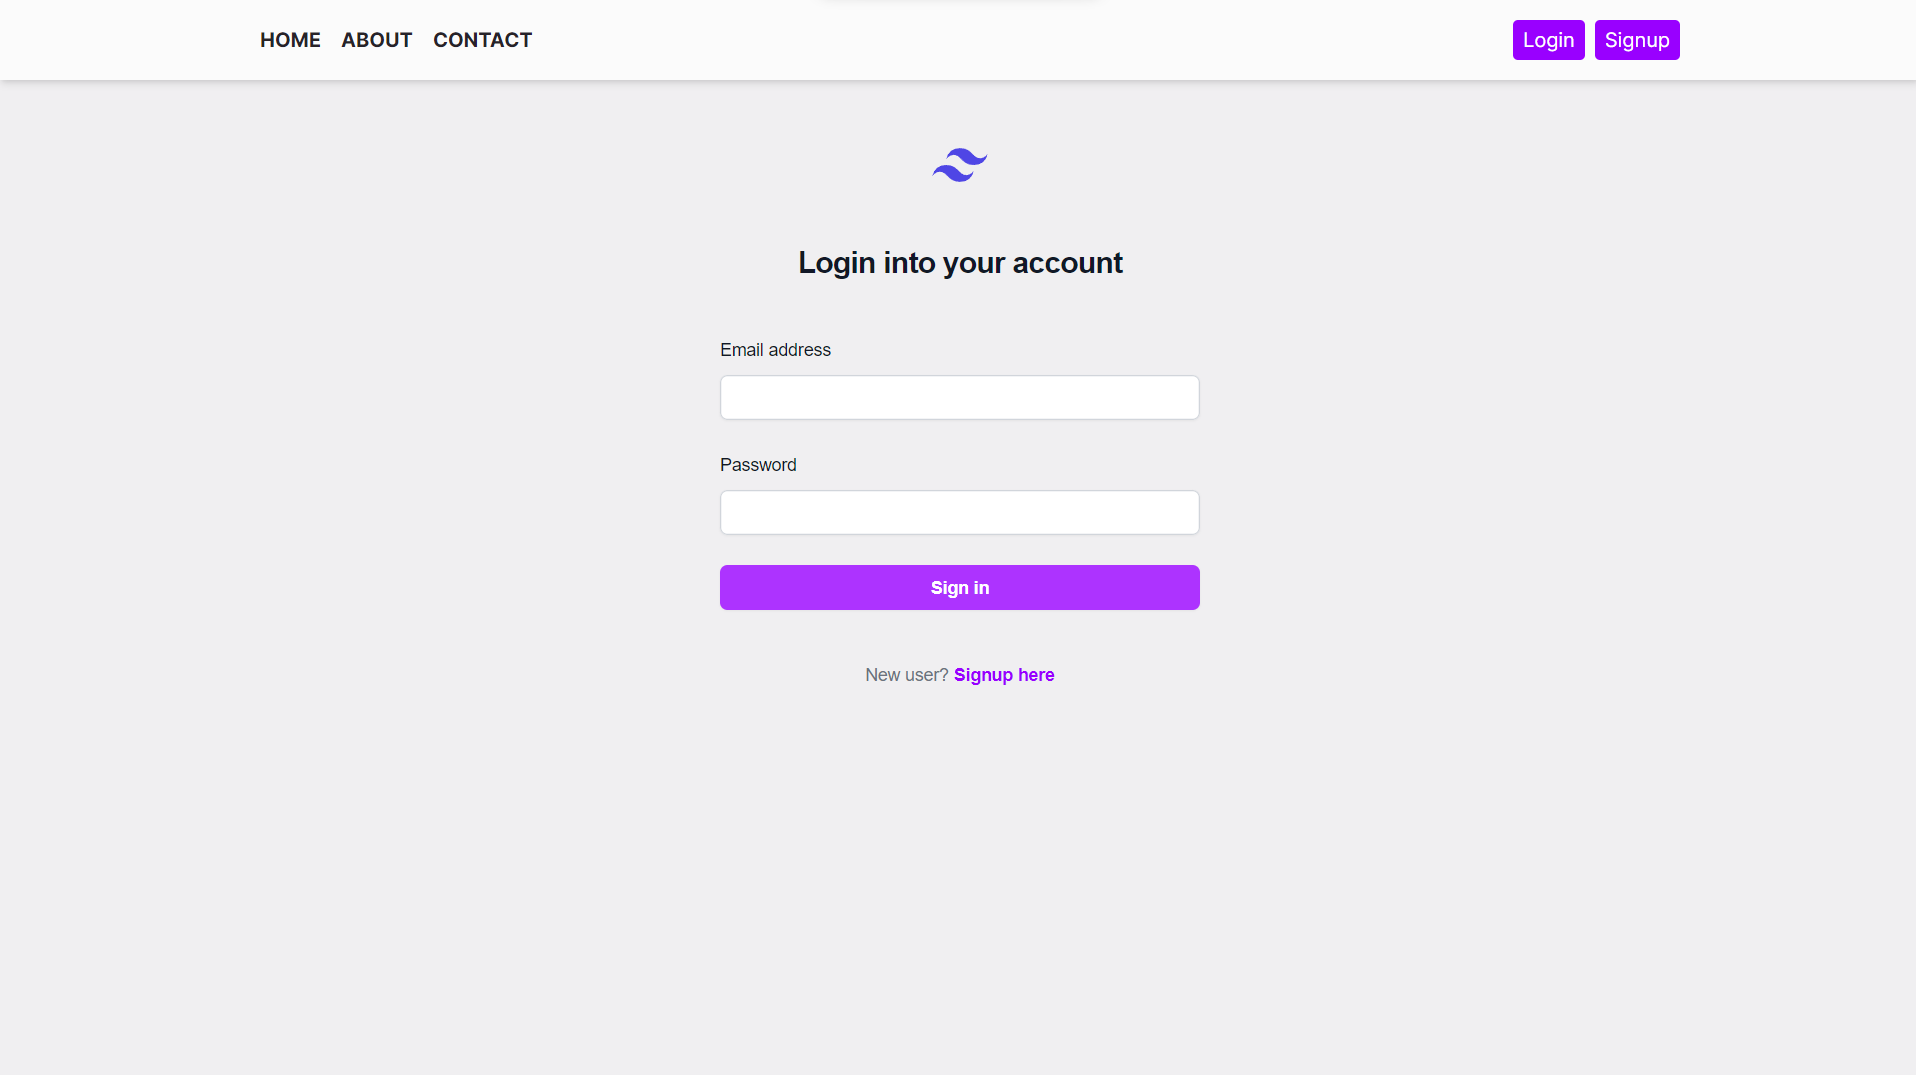 HOME ABOUT CONTACT Login Signup
Login into your account
Email address
Password
Sign in
New user? Signup here